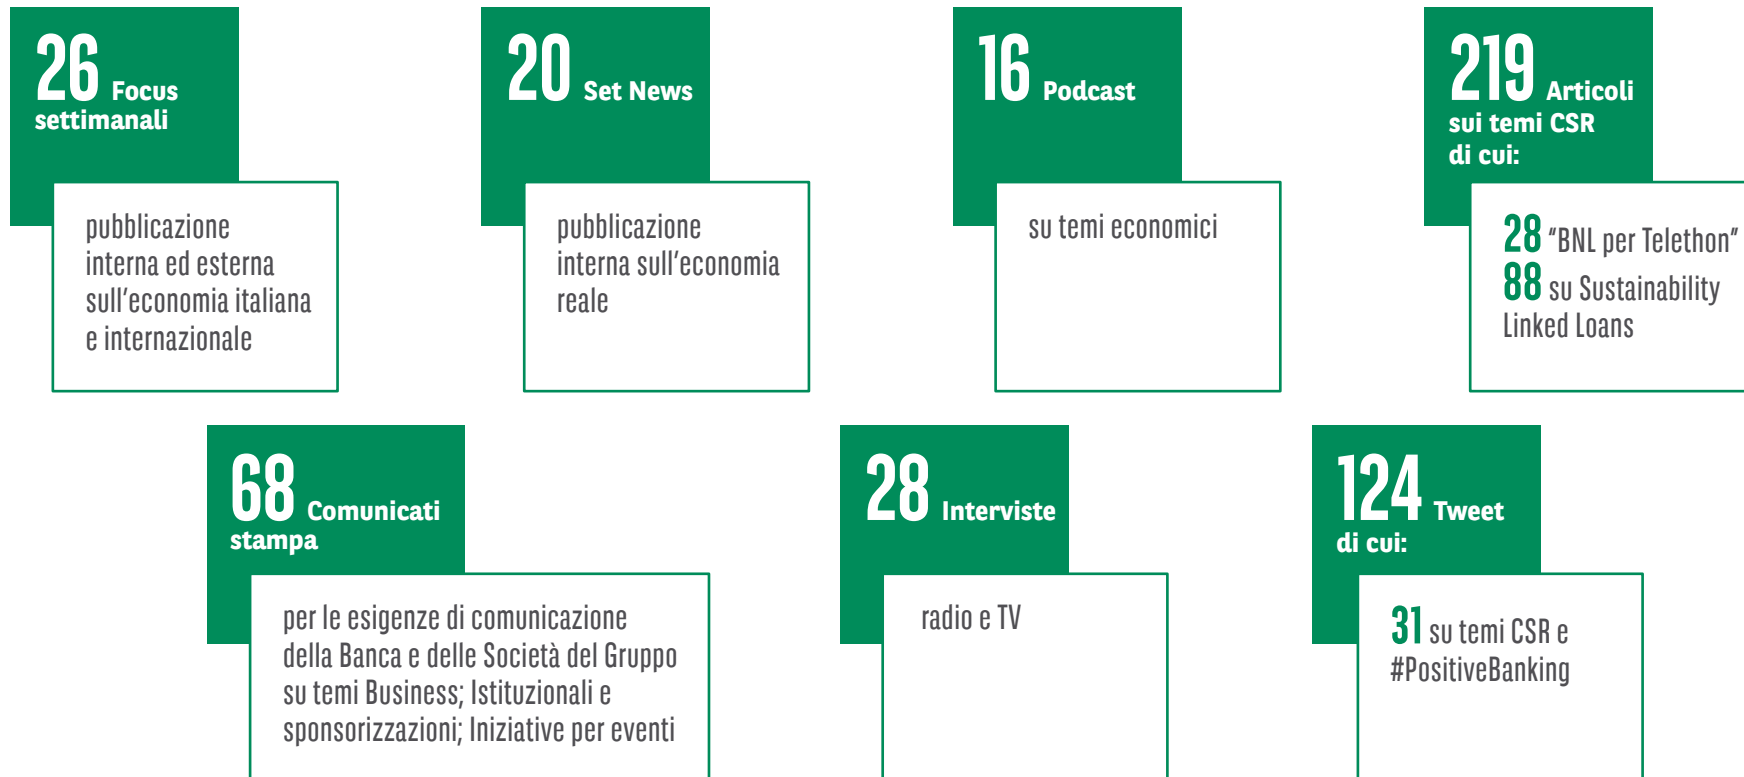 26 Focus
settimanali
pubblicazione
interna ed esterna
sull'economia italiana
e internazionale
20 Set News
pubblicazione
interna sull'economia
reale
16 Podcast
su temi economici
219 Articoli
sui temi CSR
di cui:
28 "BNL per Telethon"
88 su Sustainability
Linked Loans
68 Comunicati
stampa
per le esigenze di comunicazione
della Banca e delle Società del Gruppo
su temi Business; Istituzionali e
sponsorizzazioni; Iniziative per eventi
28 Interviste
radio e TV
124 Tweet
di cui:
31 su temi CSR e
#PositiveBanking